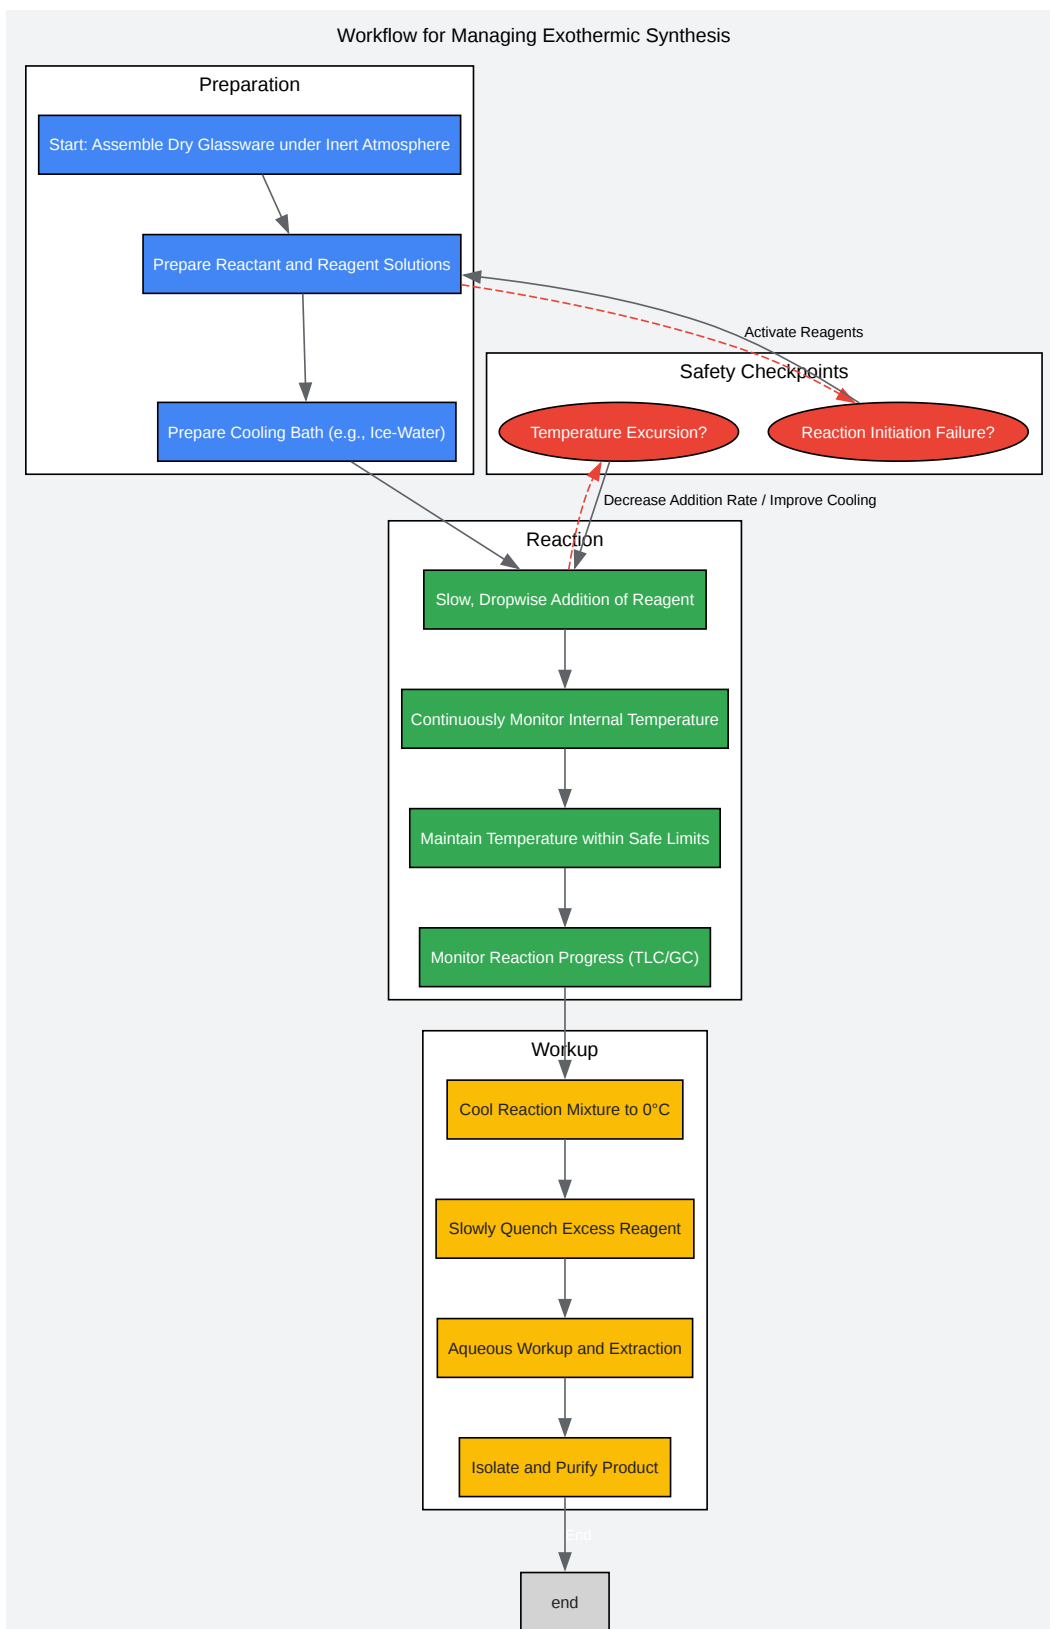 Workflow for Managing Exothermic Synthesis
Preparation
Start: Assemble Dry Glassware under Inert Atmosphere
Prepare Reactant and Reagent Solutions
Activate Reagents
Safety Checkpoints
Prepare Cooling Bath (e.g., Ice-Water)
Temperature Excursion?
Reaction Initiation Failure?
Decrease Addition Rate / Improve Cooling
Reaction
Slow, Dropwise Addition of Reagent
Continuously Monitor Internal Temperature
Maintain Temperature within Safe Limits
Monitor Reaction Progress (TLC/GC)
Workup
Cool Reaction Mixture to 0°C
Slowly Quench Excess Reagent
Aqueous Workup and Extraction
Isolate and Purify Product
End
end